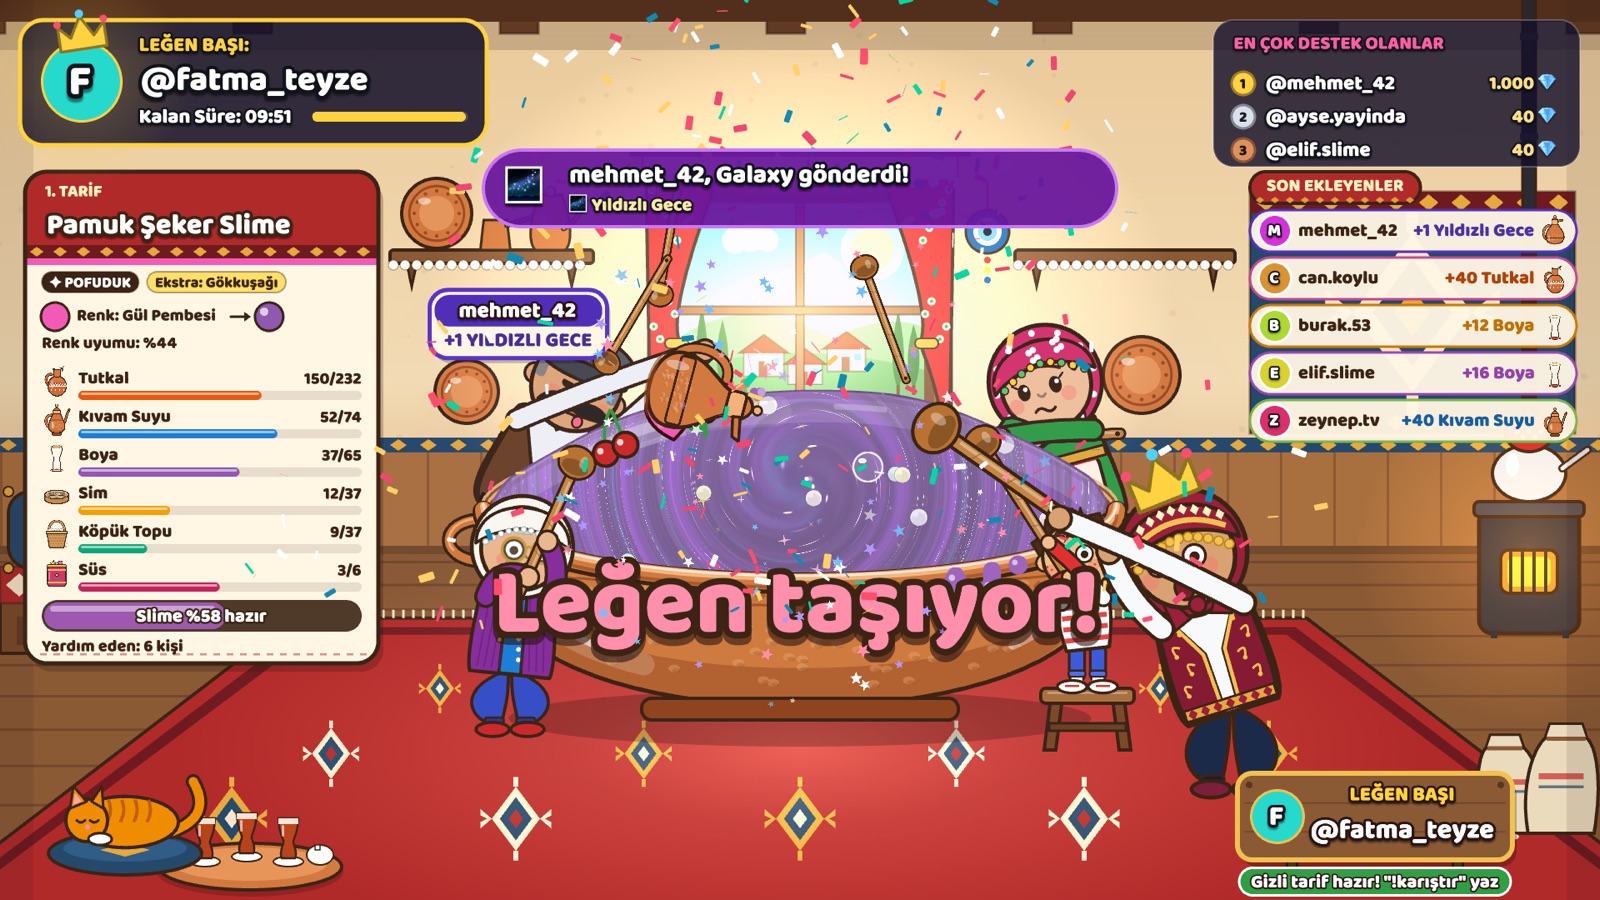 LEĞEN BAŞI:
F
@fatma_teyze
Kalan Süre: 09:51
EN ÇOK DESTEK OLANLAR
1 @mehmet_42 1.000
2 @ayse.yayinda 40
3 @elif.slime 40
mehmet_42, Galaxy gönderdi!
Yıldızlı Gece
1. TARİF
Pamuk Şeker Slime
✦ POFUDUK Ekstra: Gökkuşağı
Renk: Gül Pembesi →
Renk uyumu: %44
Tutkal 150/232
Kıvam Suyu 52/74
Boya 37/65
Sim 12/37
Köpük Topu 9/37
Süs 3/6
Slime %58 hazır
Yardım eden: 6 kişi
mehmet_42
+1 YILDIZLI GECE
SON EKLEYENLER
M mehmet_42 +1 Yıldızlı Gece
C can.koylu +40 Tutkal
B burak.53 +12 Boya
E elif.slime +16 Boya
Z zeynep.tv +40 Kıvam Suyu
Leğen taşıyor!
LEĞEN BAŞI
F
@fatma_teyze
Gizli tarif hazır! "!karıştır" yaz